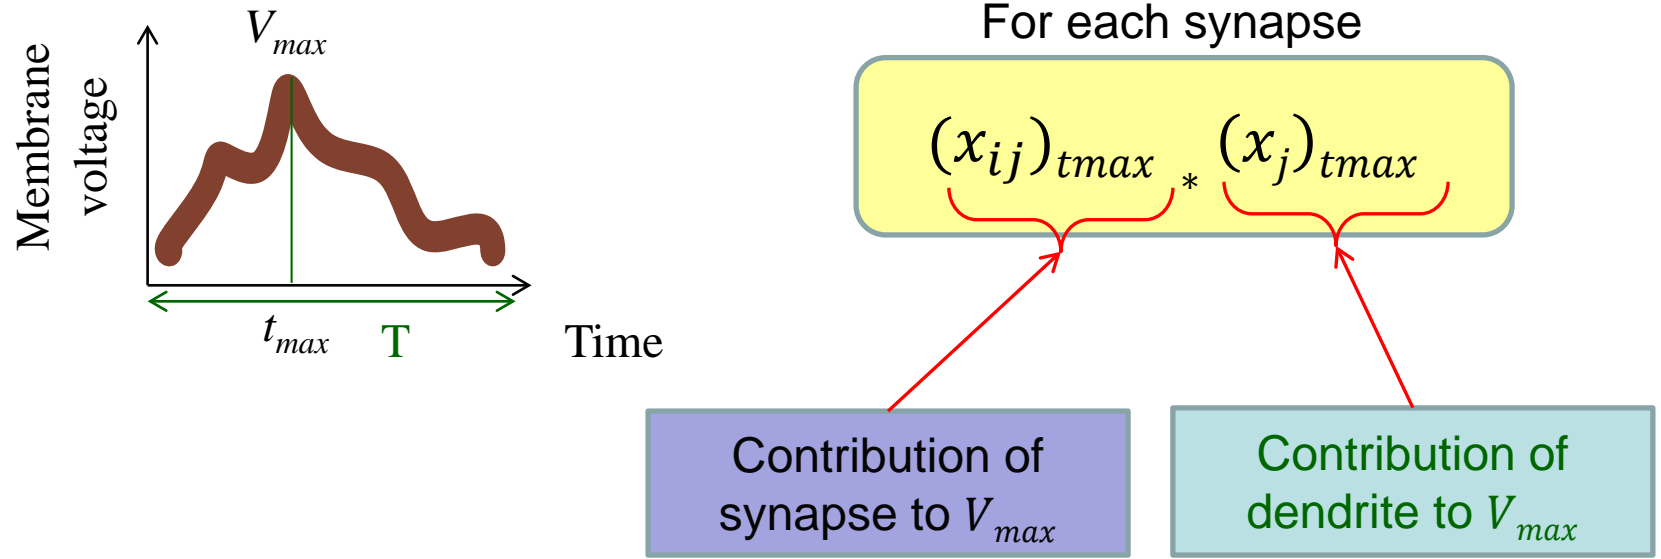 Membrane
voltage
V_max
t_max
T
Time
For each synapse
(x_ij)_tmax * (x_j)_tmax
Contribution of
synapse to V_max
Contribution of
dendrite to V_max